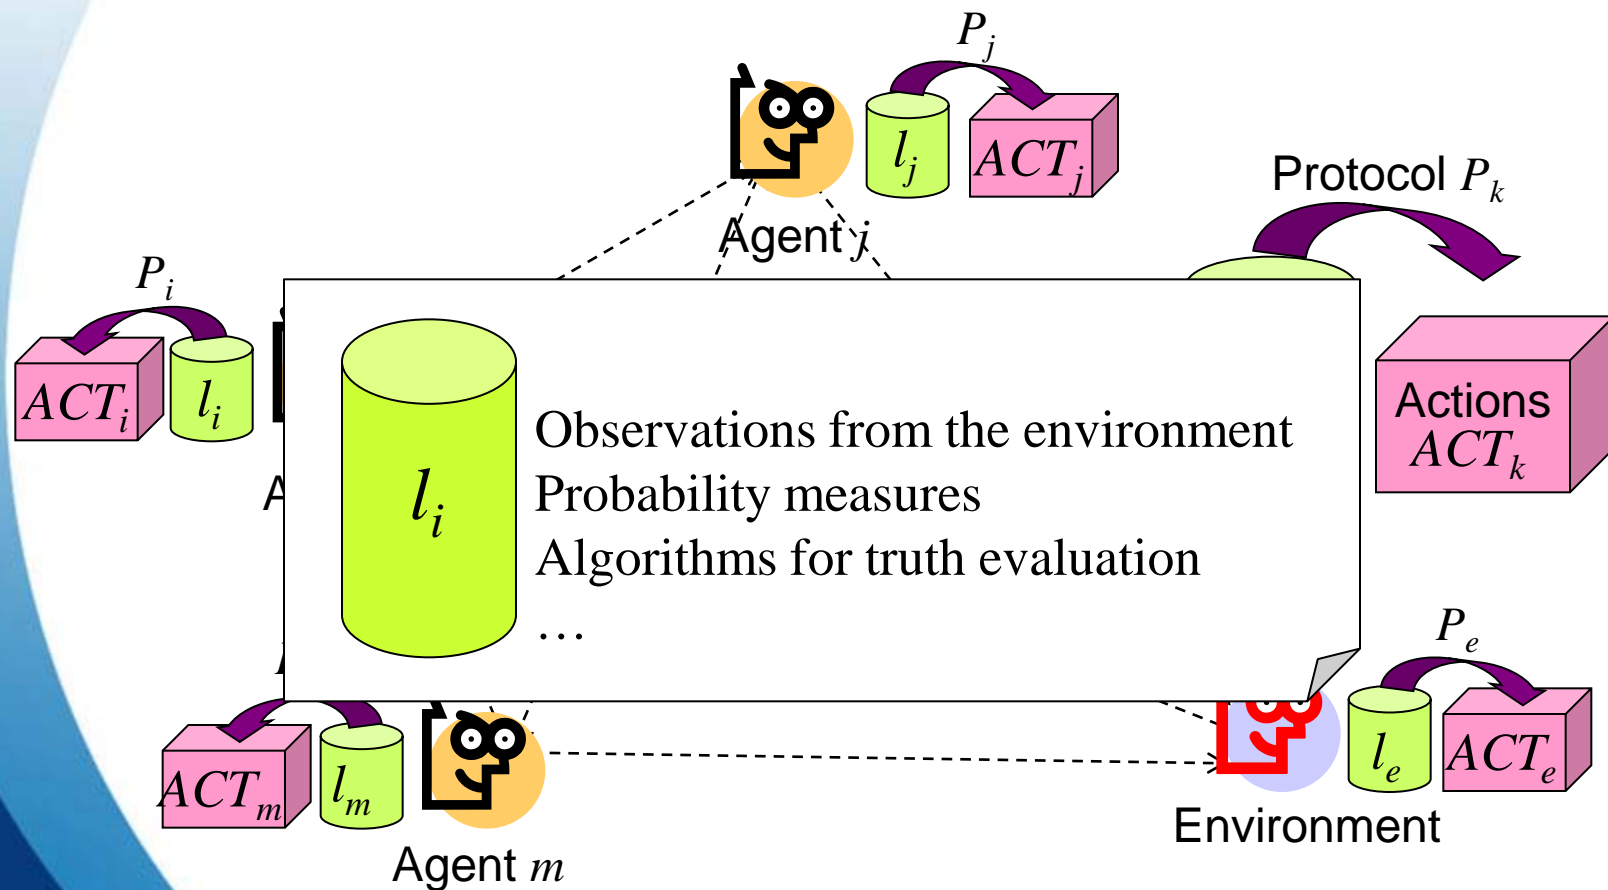 P_j
l_j
ACT_j
Agent j
Protocol P_k
P_i
ACT_i
l_i
Actions
ACT_k
l_i
Observations from the environment
Probability measures
Algorithms for truth evaluation
…
P_e
ACT_m
l_m
l_e
ACT_e
Environment
Agent m